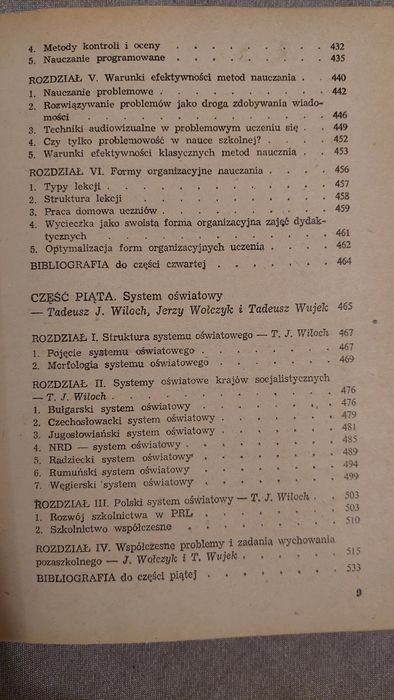 4. Metody kontroli i oceny . . . . . . . . 432
5. Nauczanie programowane . . . . . . . . 435
ROZDZIAŁ V. Warunki efektywności metod nauczania . . 440
1. Nauczanie problemowe . . . . . . . . . 442
2. Rozwiązywanie problemów jako droga zdobywania wiado-
mości . . . . . . . . . . . . 446
3. Techniki audiowizualne w problemowym uczeniu się . . 449
4. Czy tylko problemowość w nauce szkolnej? . . . . 452
5. Warunki efektywności klasycznych metod naucznia . . 453
ROZDZIAŁ VI. Formy organizacyjne nauczania . . . . 456
1. Typy lekcji . . . . . . . . . . . 457
2. Struktura lekcji . . . . . . . . . . 458
3. Praca domowa uczniów . . . . . . . . 459
4. Wycieczka jako swoista forma organizacyjna zajęć dydak-
tycznych . . . . . . . . . . . 461
5. Optymalizacja form organizacyjnych uczenia . . . . 462
BIBLIOGRAFIA do części czwartej . . . . . . . 464
CZĘŚĆ PIĄTA. System oświatowy
— Tadeusz J. Wiloch, Jerzy Wołczyk i Tadeusz Wujek 465
ROZDZIAŁ I. Struktura systemu oświatowego — T. J. Wiloch 467
1. Pojęcie systemu oświatowego . . . . . . . 467
2. Morfologia systemu oświatowego . . . . . . 469
ROZDZIAŁ II. Systemy oświatowe krajów socjalistycznych
— T. J. Wiloch . . . . . . . . . . 476
1. Bułgarski system oświatowy . . . . . . . 476
2. Czechosłowacki system oświatowy . . . . . . 479
3. Jugosłowiański system oświatowy . . . . . . 481
4. NRD — system oświatowy . . . . . . . . 485
5. Radziecki system oświatowy . . . . . . . 489
6. Rumuński system oświatowy . . . . . . . 494
7. Węgierski system oświatowy . . . . . . . 499
ROZDZIAŁ III. Polski system oświatowy — T. J. Wiloch . . 503
1. Rozwój szkolnictwa w PRL . . . . . . . . 503
2. Szkolnictwo współczesne . . . . . . . . 510
ROZDZIAŁ IV. Współczesne problemy i zadania wychowania
pozaszkolnego — J. Wołczyk i T. Wujek . . . . . 515
BIBLIOGRAFIA do części piątej . . . . . . . 533
9